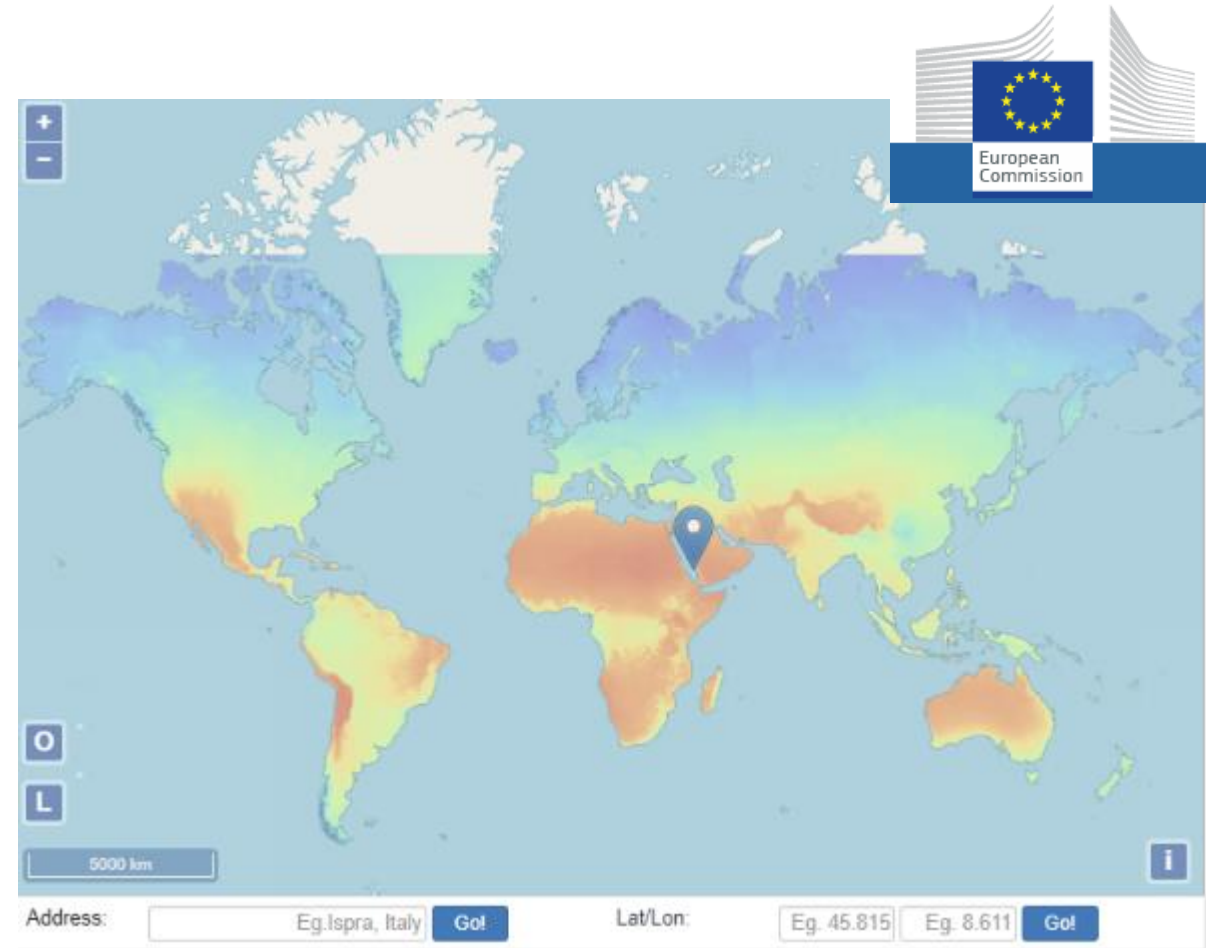 European
Commission
+
−
O
L
5000 km
i
Address:
Eg.Ispra, Italy
Go!
Lat/Lon:
Eg. 45.815
Eg. 8.611
Go!